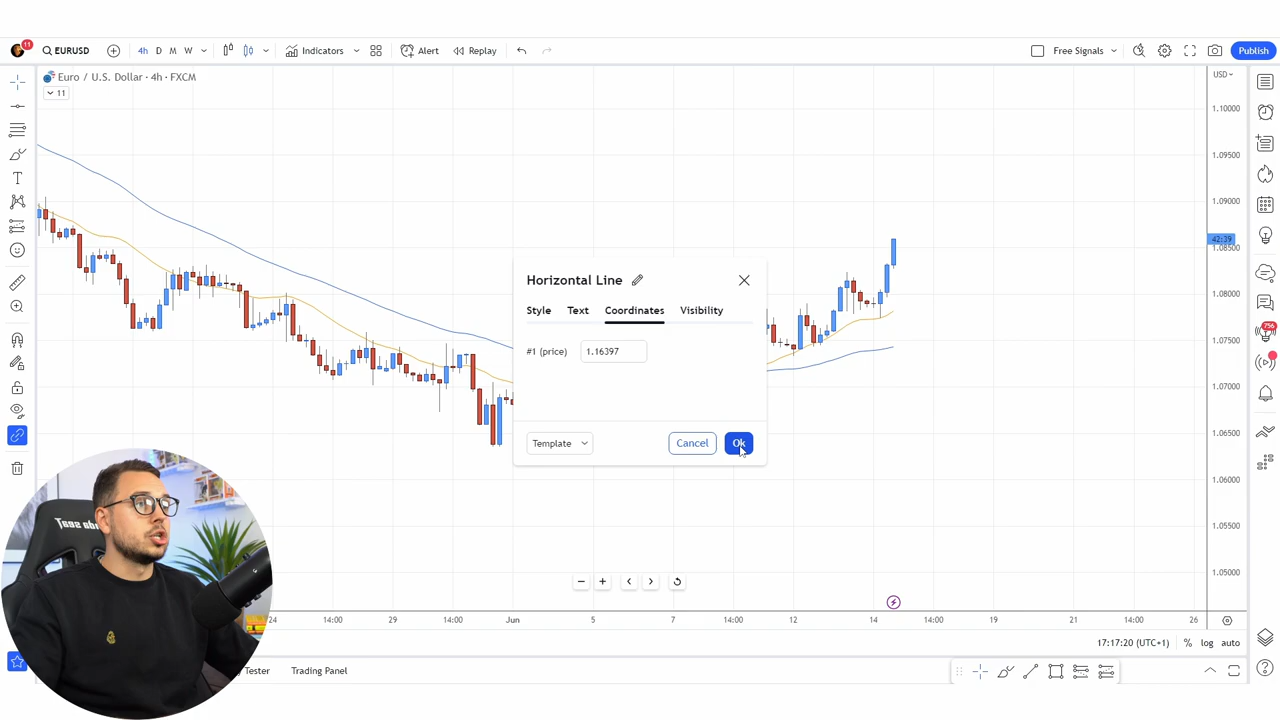 11
EURUSD
4h D M W
Indicators
Alert
Replay
Free Signals
Publish
Euro / U.S. Dollar · 4h · FXCM
11
USD
1.10000
1.09500
1.09000
42:39
1.08500
1.08000
1.07500
1.07000
1.06500
1.06000
1.05500
1.05000
Horizontal Line
Style Text Coordinates Visibility
#1 (price) 1.16397
Template Cancel Ok
756
24 14:00 29 14:00 Jun 5 7 14:00 12 14 14:00 19 21 26
17:17:20 (UTC+1) % log auto
Tester Trading Panel